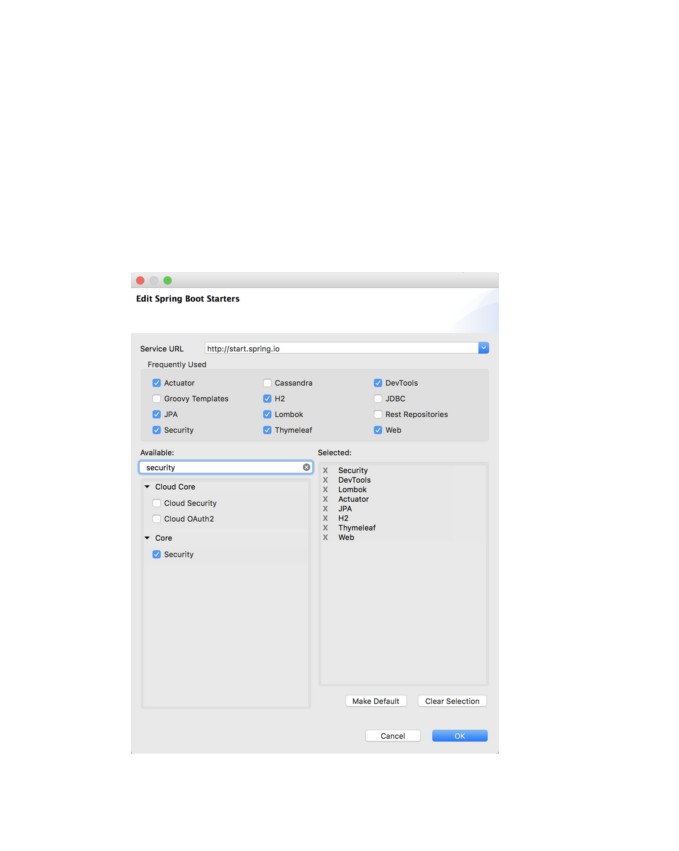 Edit Spring Boot Starters
Service URL http://start.spring.io
Frequently Used
Actuator Cassandra DevTools
Groovy Templates H2 JDBC
JPA Lombok Rest Repositories
Security Thymeleaf Web
Available: Selected:
security
Cloud Core
Cloud Security
Cloud OAuth2
Core
Security
X Security
X DevTools
X Lombok
X Actuator
X JPA
X H2
X Thymeleaf
X Web
Make Default Clear Selection
Cancel OK